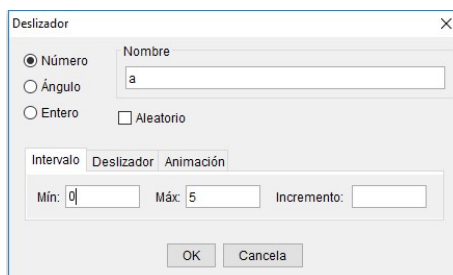 Deslizador
Número
Ángulo
Entero
Nombre
a
Aleatorio
Intervalo Deslizador Animación
Mín: 0 Máx: 5 Incremento:
OK Cancela